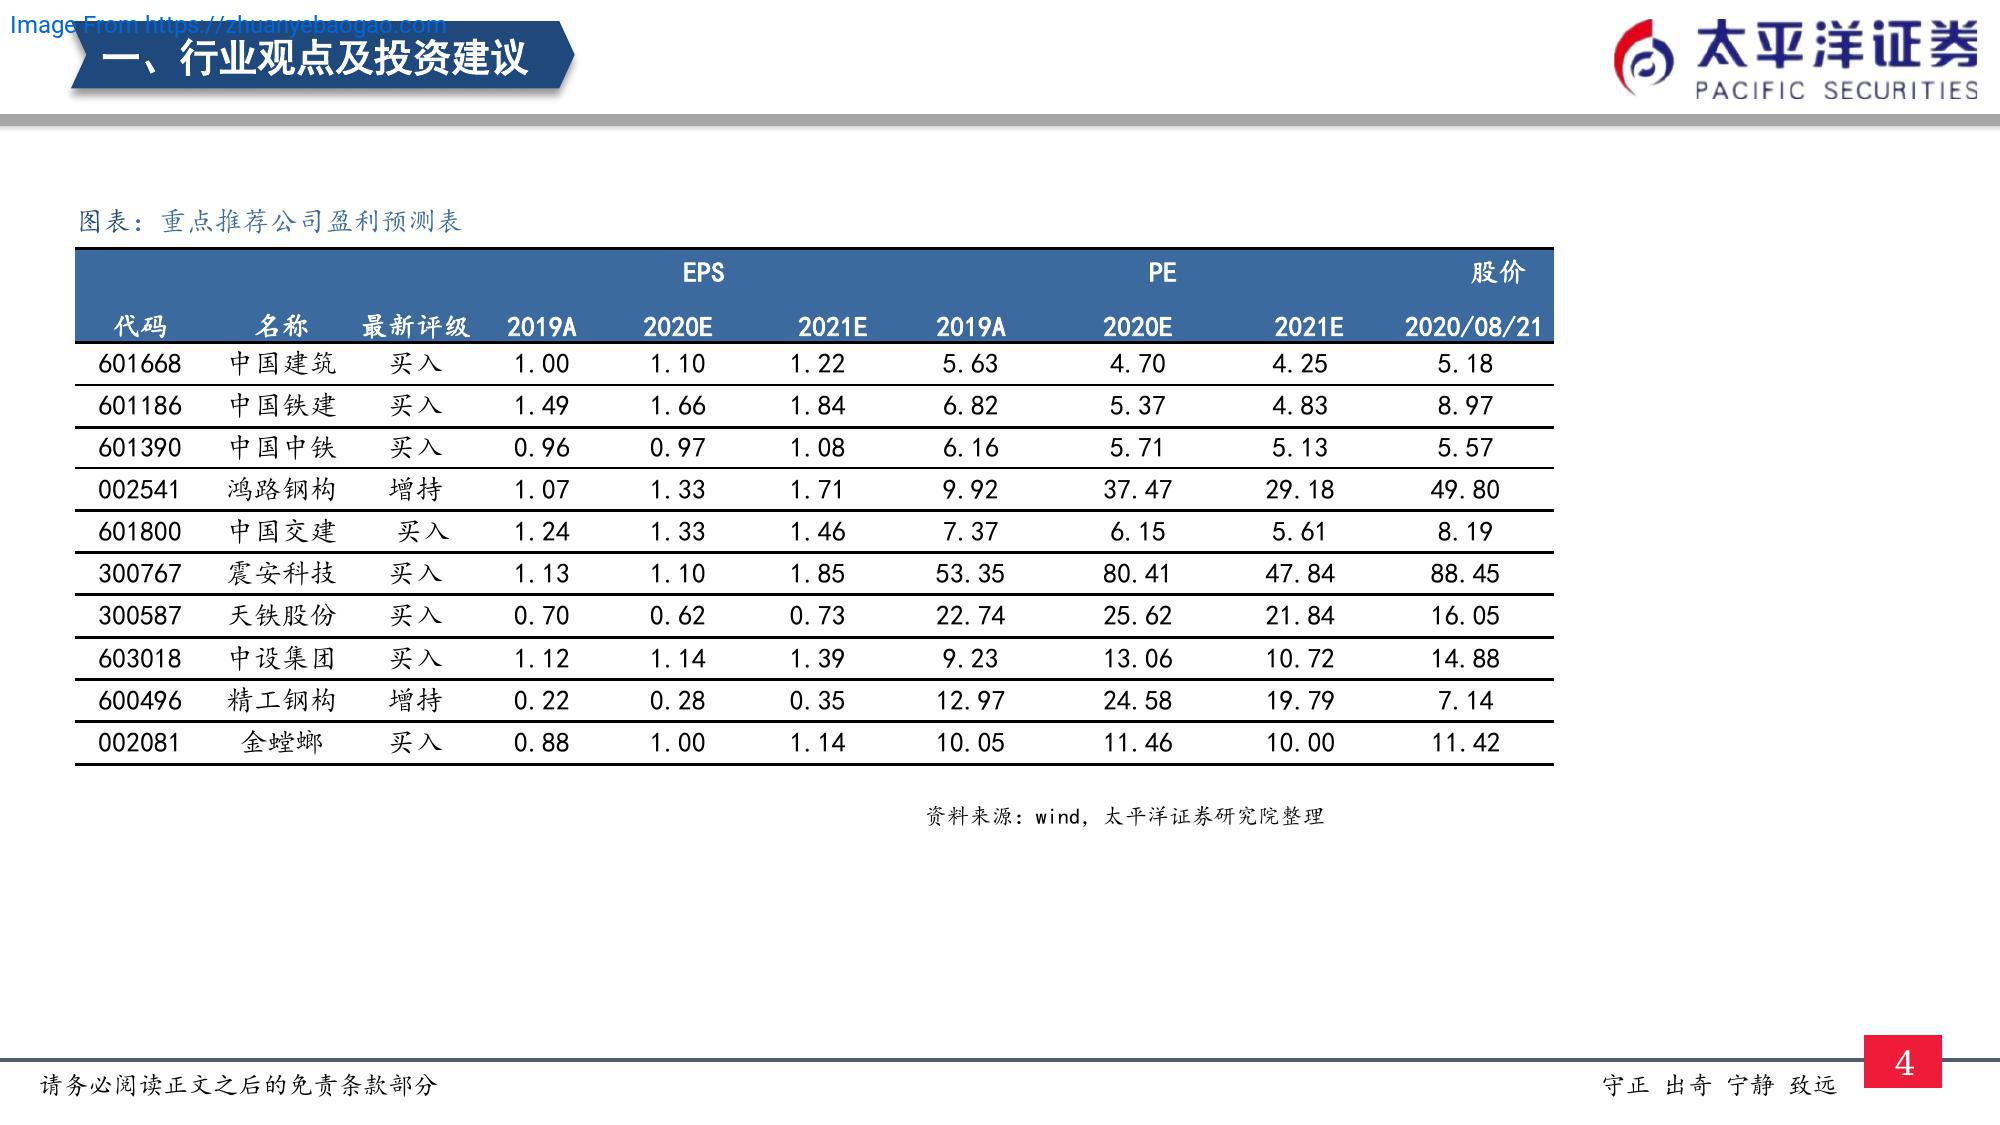 Image From https://zhuanyebaogao.com
一、行业观点及投资建议
太平洋证券
PACIFIC SECURITIES
图表：重点推荐公司盈利预测表
EPS PE 股价
代码 名称 最新评级 2019A 2020E 2021E 2019A 2020E 2021E 2020/08/21
601668 中国建筑 买入 1.00 1.10 1.22 5.63 4.70 4.25 5.18
601186 中国铁建 买入 1.49 1.66 1.84 6.82 5.37 4.83 8.97
601390 中国中铁 买入 0.96 0.97 1.08 6.16 5.71 5.13 5.57
002541 鸿路钢构 增持 1.07 1.33 1.71 9.92 37.47 29.18 49.80
601800 中国交建 买入 1.24 1.33 1.46 7.37 6.15 5.61 8.19
300767 震安科技 买入 1.13 1.10 1.85 53.35 80.41 47.84 88.45
300587 天铁股份 买入 0.70 0.62 0.73 22.74 25.62 21.84 16.05
603018 中设集团 买入 1.12 1.14 1.39 9.23 13.06 10.72 14.88
600496 精工钢构 增持 0.22 0.28 0.35 12.97 24.58 19.79 7.14
002081 金螳螂 买入 0.88 1.00 1.14 10.05 11.46 10.00 11.42
资料来源：wind，太平洋证券研究院整理
请务必阅读正文之后的免责条款部分
守正 出奇 宁静 致远
4